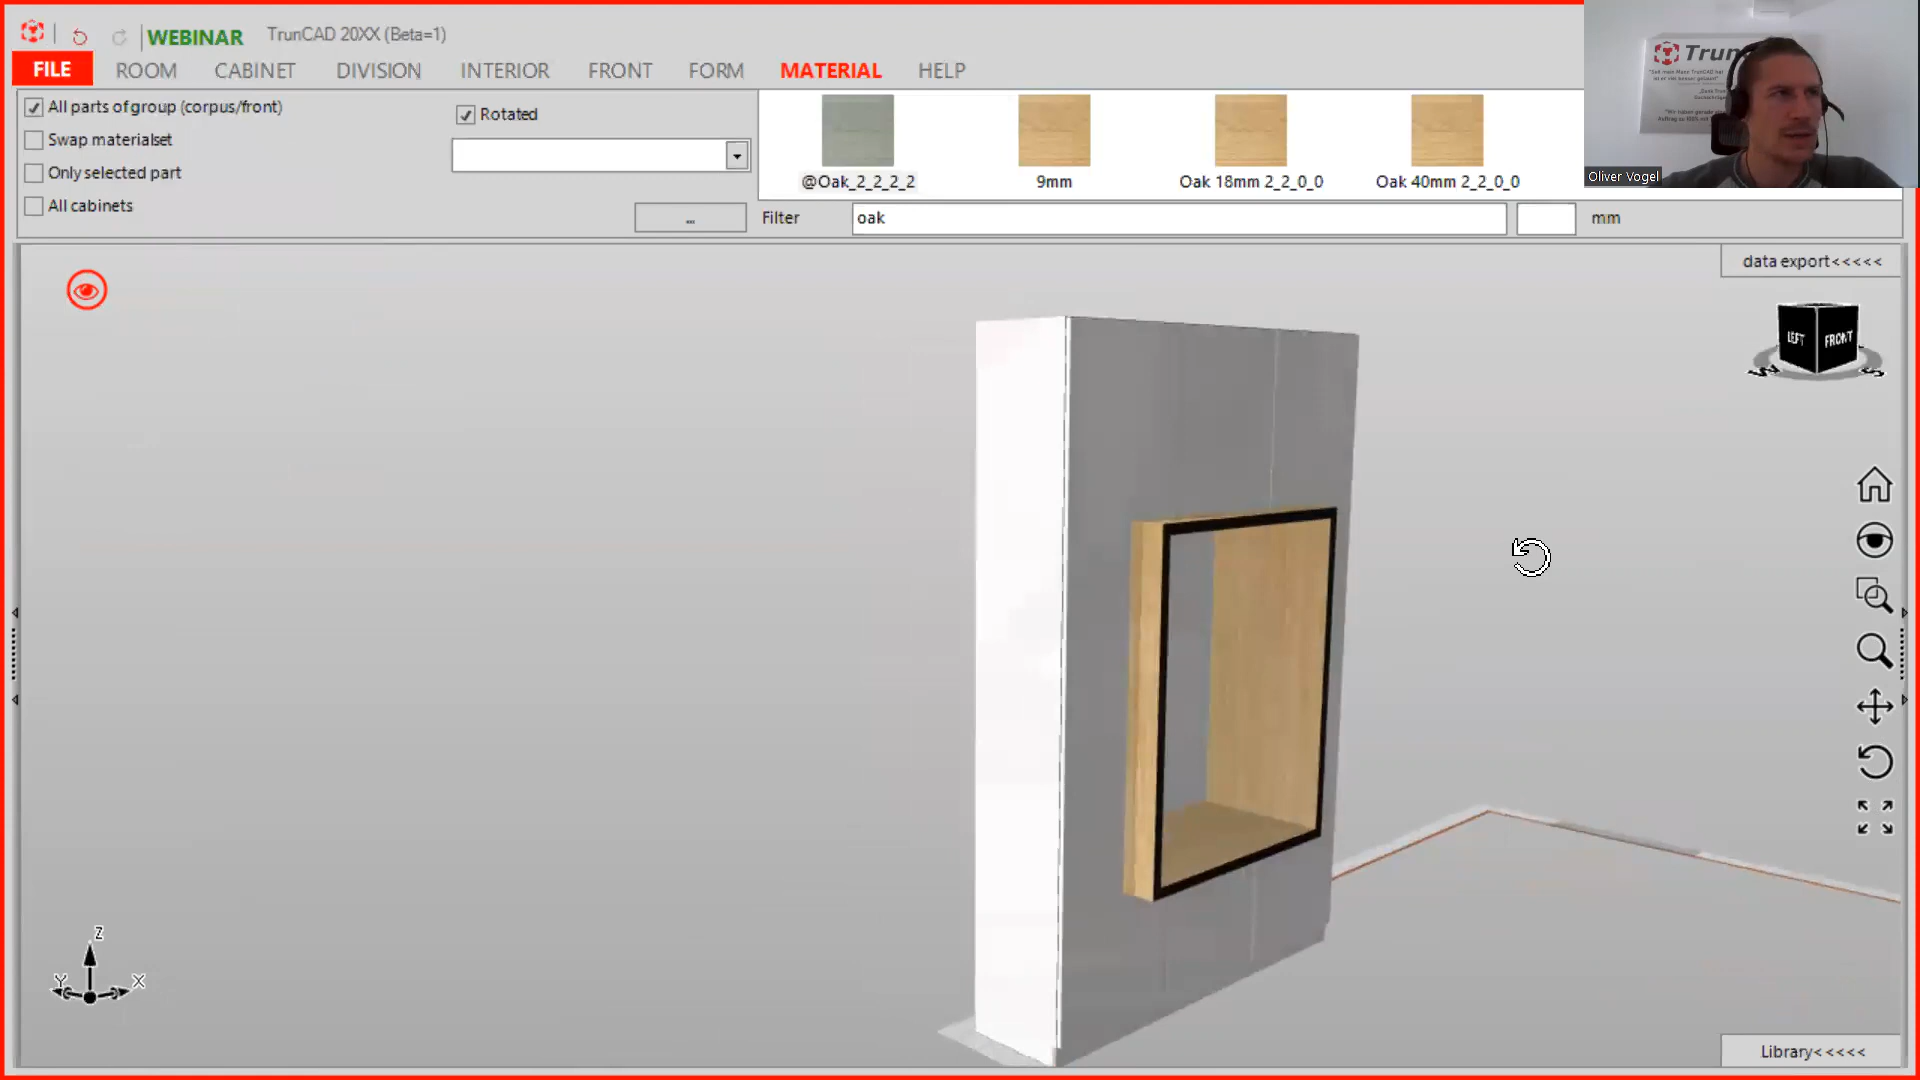 WEBINAR TrunCAD 20XX (Beta=1)
FILE ROOM CABINET DIVISION INTERIOR FRONT FORM MATERIAL HELP
All parts of group (corpus/front)
Swap materialset
Only selected part
All cabinets
Rotated
...
@Oak_2_2_2_2
9mm
Oak 18mm 2_2_0_0
Oak 40mm 2_2_0_0
Filter oak mm
Trun
Oliver Vogel
data export<<<<<
LEFT FRONT
W S
Z
Y X
Library<<<<<